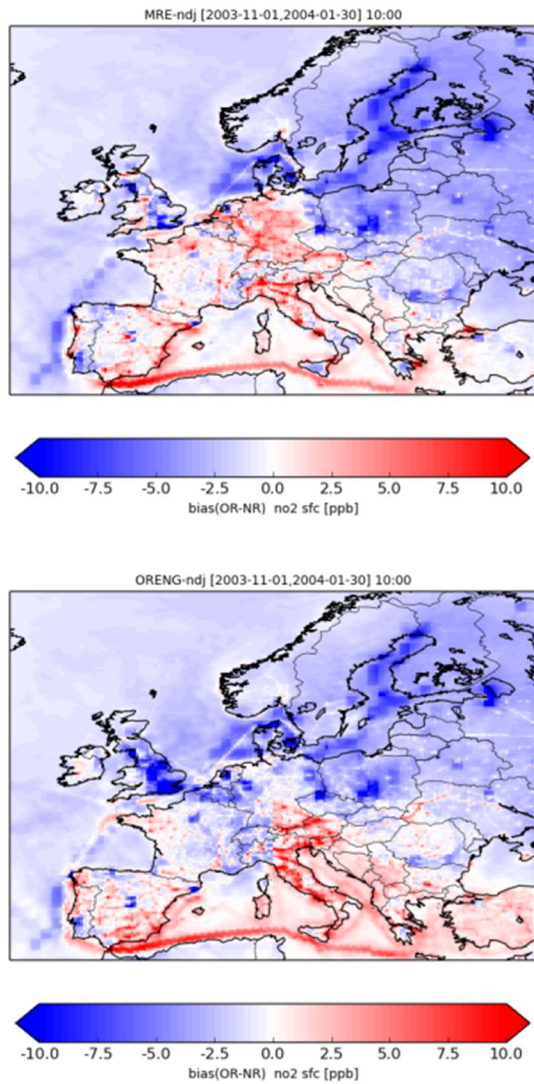 MRE-ndj [2003-11-01,2004-01-30] 10:00
-10.0 -7.5 -5.0 -2.5 0.0 2.5 5.0 7.5 10.0
bias(OR-NR) no2 sfc [ppb]
ORENG-ndj [2003-11-01,2004-01-30] 10:00
-10.0 -7.5 -5.0 -2.5 0.0 2.5 5.0 7.5 10.0
bias(OR-NR) no2 sfc [ppb]